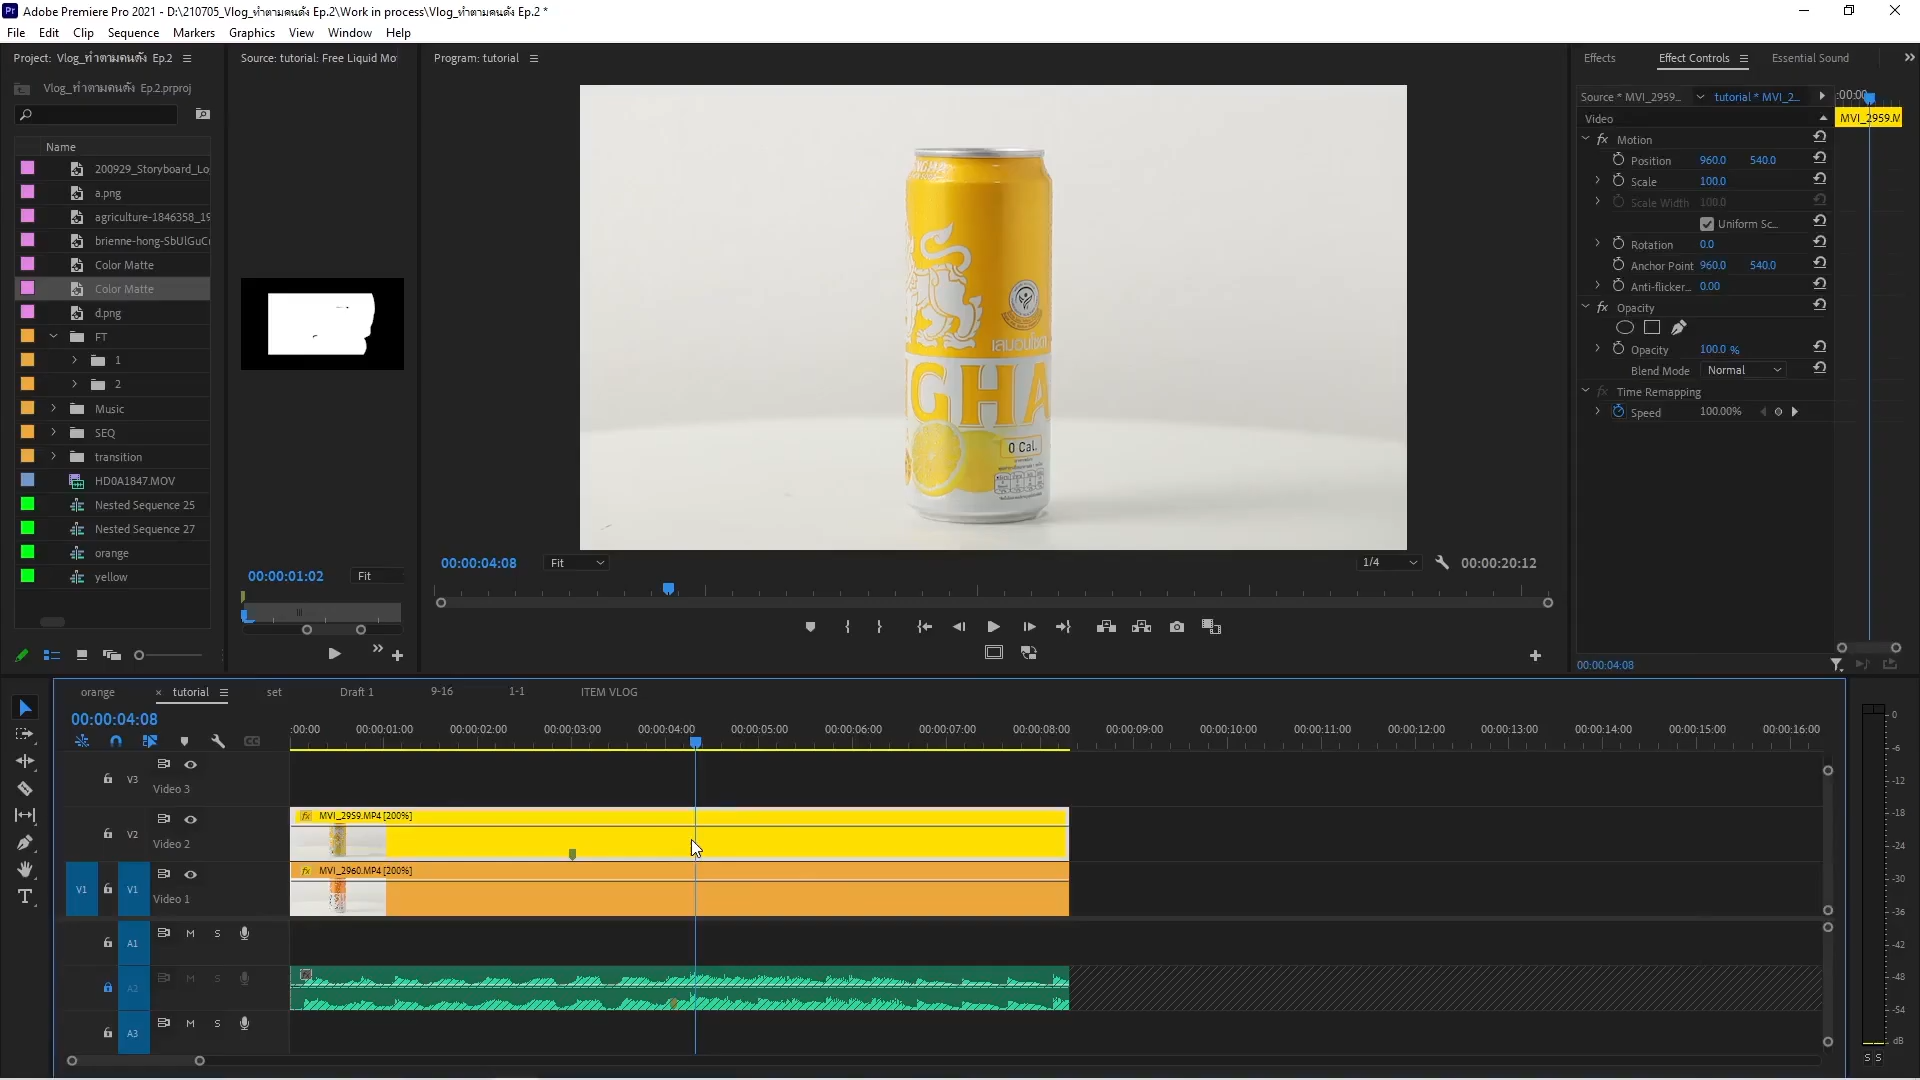 Adobe Premiere Pro 2021 - D:\210705_Vlog_ทำตามคนดัง Ep.2\Work in process\Vlog_ทำตามคนดัง Ep.2 *
File Edit Clip Sequence Markers Graphics View Window Help
Project: Vlog_ทำตามคนดัง Ep.2
Source: tutorial: Free Liquid Mo
Program: tutorial
Effects
Effect Controls
Essential Sound
Vlog_ทำตามคนดัง Ep.2.prproj
Name
200929_Storyboard_Lo
a.png
agriculture-1846358_19
brienne-hong-SbUlGuC
Color Matte
Color Matte
d.png
FT
1
2
Music
SEQ
transition
HD0A1847.MOV
Nested Sequence 25
Nested Sequence 27
orange
yellow
00:00:01:02
Fit
GHA
0 Cal.
00:00:04:08
Fit
1/4
00:00:20:12
Source * MVI_2959...
tutorial * MVI_2...
:00:00
Video
MVI_2959.M
Motion
Position 960.0 540.0
Scale 100.0
Scale Width 100.0
Uniform Sc...
Rotation 0.0
Anchor Point 960.0 540.0
Anti-flicker... 0.00
Opacity
Opacity 100.0 %
Blend Mode Normal
Time Remapping
Speed 100.00%
00:00:04:08
orange
× tutorial
set
Draft 1
9-16
1-1
ITEM VLOG
00:00:04:08
:00:00 00:00:01:00 00:00:02:00 00:00:03:00 00:00:04:00 00:00:05:00 00:00:06:00 00:00:07:00 00:00:08:00 00:00:09:00 00:00:10:00 00:00:11:00 00:00:12:00 00:00:13:00 00:00:14:00 00:00:15:00 00:00:16:00
V3
Video 3
V2
Video 2
MVI_2959.MP4 [200%]
V1
V1
Video 1
MVI_2960.MP4 [200%]
A1
M S
A2
M S
A3
M S
0
-6
-12
-18
-24
-30
-36
-42
-48
-54
dB
S S